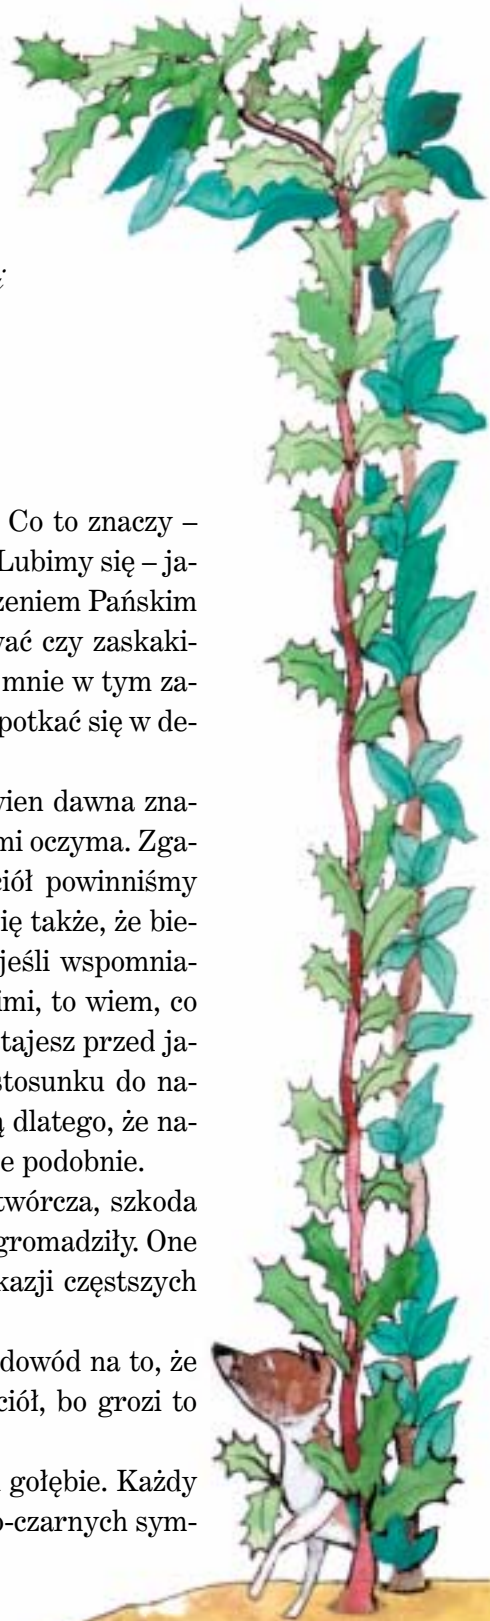 Co to znaczy –
Lubimy się – ja-
zeniem Pańskim
wać czy zaskaki-
mnie w tym za-
potkać się w de-
wien dawna zna-
mi oczyma. Zga-
ciół powinniśmy
ię także, że bie-
jeśli wspomnia-
imi, to wiem, co
tajesz przed ja-
stosunku do na-
ą dlatego, że na-
e podobnie.
twórcza, szkoda
gromadziły. One
kazji częstszych
dowód na to, że
ciół, bo grozi to
gołębie. Każdy
o-czarnych sym-